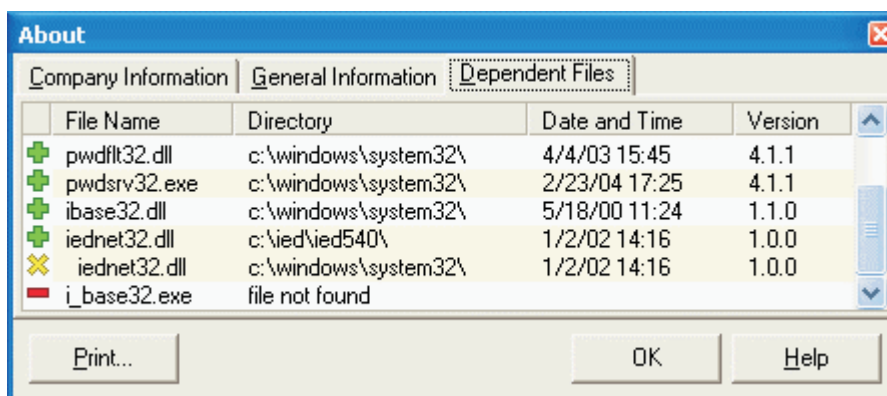 About
Company Information General Information Dependent Files
File Name Directory Date and Time Version
pwdflt32.dll c:\windows\system32\ 4/4/03 15:45 4.1.1
pwdsrv32.exe c:\windows\system32\ 2/23/04 17:25 4.1.1
ibase32.dll c:\windows\system32\ 5/18/00 11:24 1.1.0
iednet32.dll c:\ied\ied540\ 1/2/02 14:16 1.0.0
iednet32.dll c:\windows\system32\ 1/2/02 14:16 1.0.0
i_base32.exe file not found
Print... OK Help